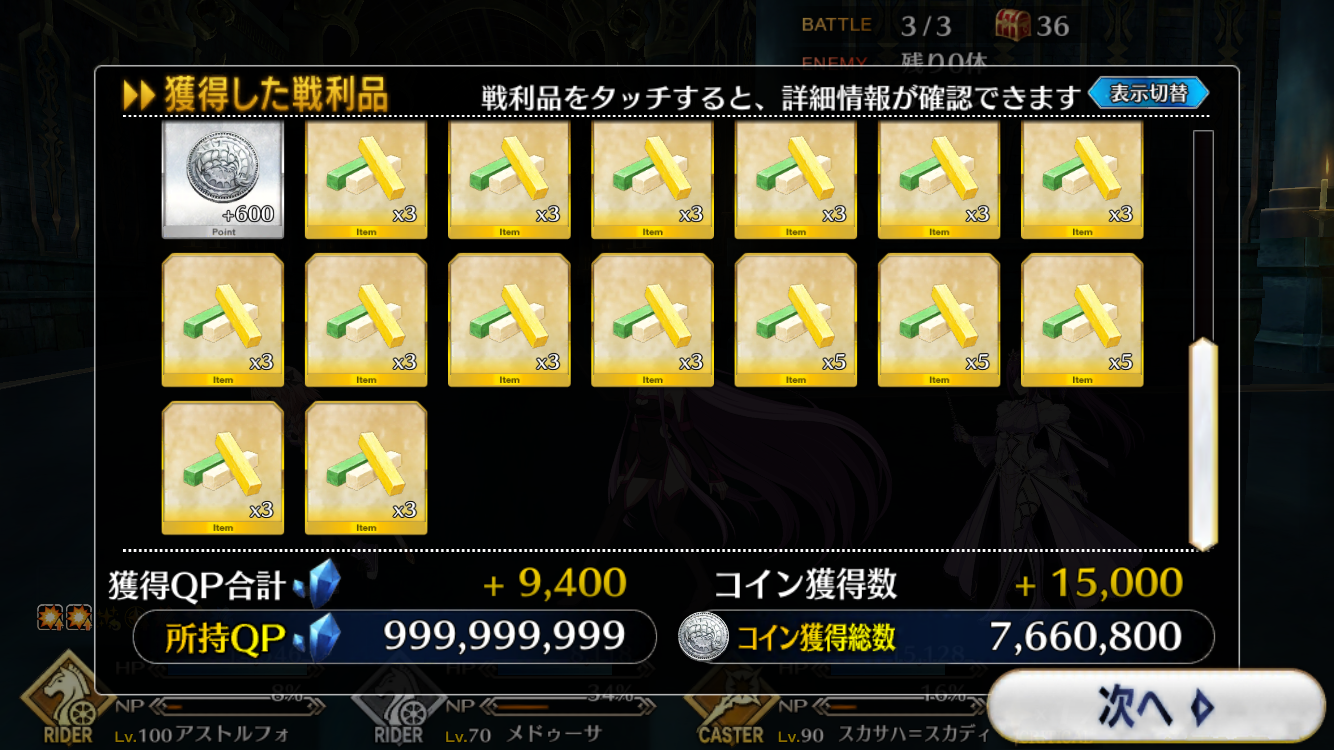 BATTLE 3/3 36
ENEMY 残り0体
獲得した戦利品 戦利品をタッチすると、詳細情報が確認できます 表示切替
+600 x3 x3 x3 x3 x3 x3
Point Item Item Item Item Item Item
x3 x3 x3 x3 x5 x5 x5
Item Item Item Item Item Item Item
x3 x3
Item Item
獲得QP合計 + 9,400 コイン獲得数 + 15,000
所持QP 999,999,999 コイン獲得総数 7,660,800
HP HP HP
NP 8% NP 34% NP 16%
次へ
RIDER Lv.100 アストルフォ RIDER Lv.70 メドゥーサ CASTER Lv.90 スカサハ=スカディ